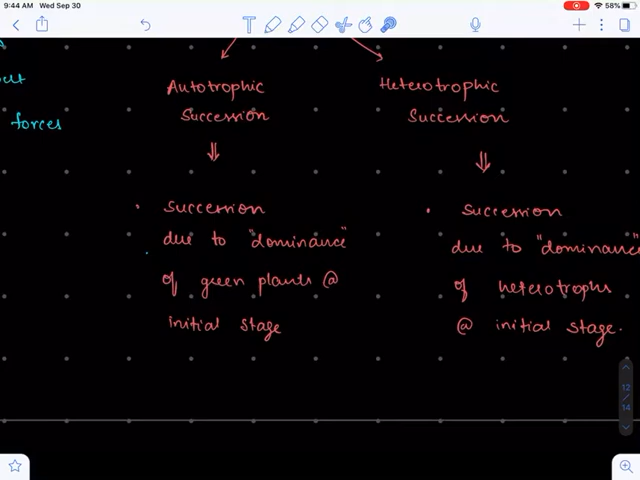 9:44 AM Wed Sep 30
58%
forces
Autotrophic
Succession
⇓
• Succession
due to "dominance"
of green plants @
initial stage
Heterotrophic
Succession
⇓
• Succession
due to "dominance"
of heterotrophs
@ initial stage.
12
/
14